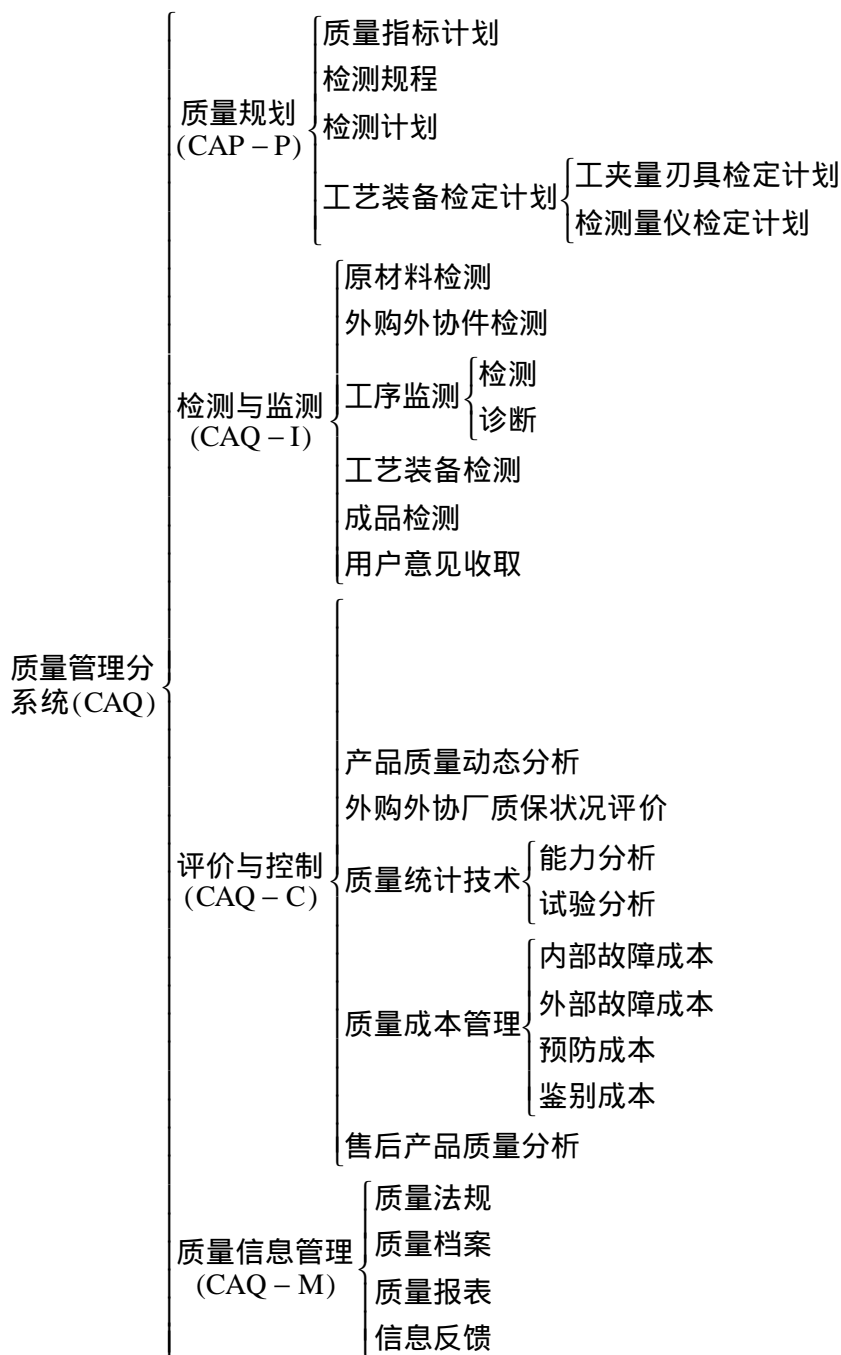 质量管理分
系统(CAQ)
质量规划
(CAP – P)
质量指标计划
检测规程
检测计划
工艺装备检定计划
工夹量刃具检定计划
检测量仪检定计划
检测与监测
(CAQ – I)
原材料检测
外购外协件检测
工序监测
检测
诊断
工艺装备检测
成品检测
用户意见收取
评价与控制
(CAQ – C)
产品质量动态分析
外购外协厂质保状况评价
质量统计技术
能力分析
试验分析
质量成本管理
内部故障成本
外部故障成本
预防成本
鉴别成本
售后产品质量分析
质量信息管理
(CAQ – M)
质量法规
质量档案
质量报表
信息反馈